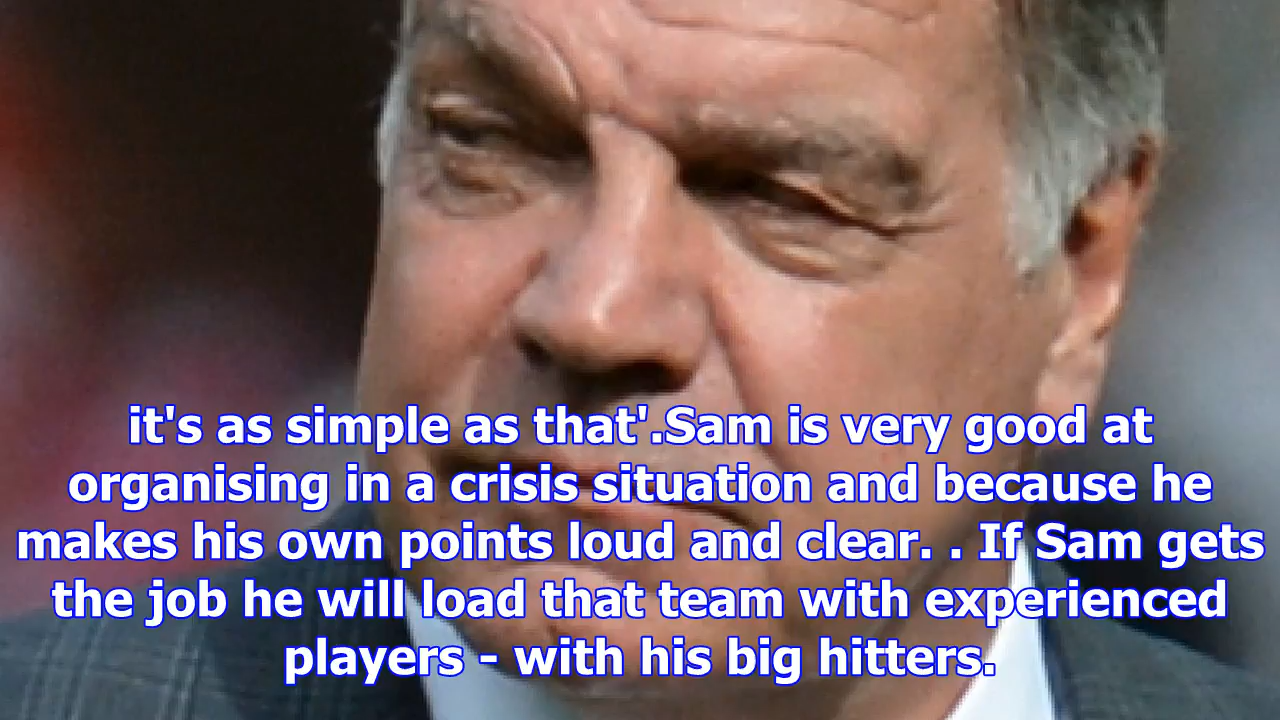 it's as simple as that'.Sam is very good at
organising in a crisis situation and because he
makes his own points loud and clear. . If Sam gets
the job he will load that team with experienced
players - with his big hitters.